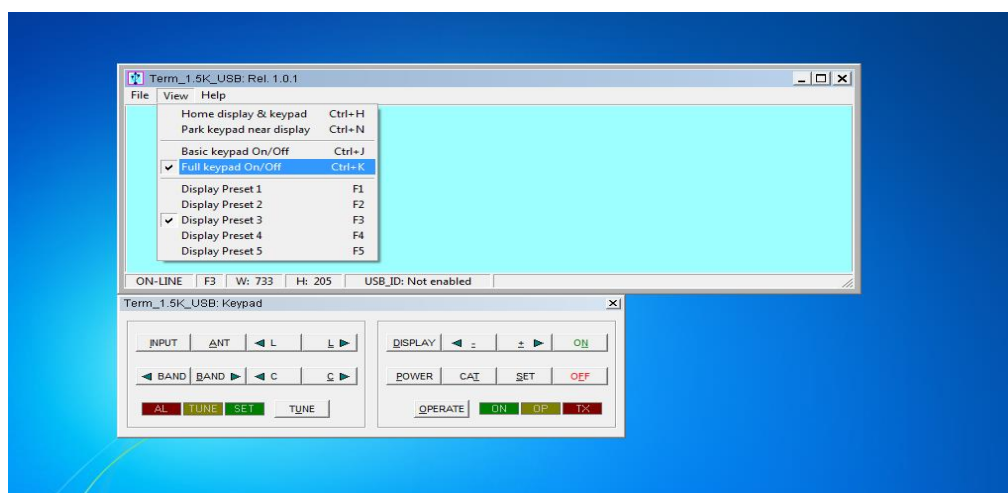 Term_1.5K_USB: Rel. 1.0.1
File View Help
Home display & keypad Ctrl+H
Park keypad near display Ctrl+N
Basic keypad On/Off Ctrl+J
Full keypad On/Off Ctrl+K
Display Preset 1 F1
Display Preset 2 F2
Display Preset 3 F3
Display Preset 4 F4
Display Preset 5 F5
ON-LINE F3 W: 733 H: 205 USB_ID: Not enabled
Term_1.5K_USB: Keypad
INPUT ANT ◀ L L ▶ DISPLAY ◀ - + ▶ ON
◀ BAND BAND ▶ ◀ C C ▶ POWER CAT SET OFF
AL TUNE SET TUNE OPERATE ON OP TX